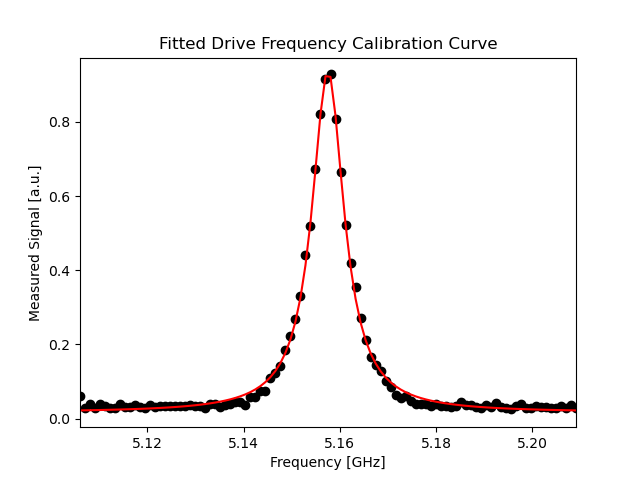 Fitted Drive Frequency Calibration Curve
Measured Signal [a.u.]
0.8
0.6
0.4
0.2
0.0
5.12 5.14 5.16 5.18 5.20
Frequency [GHz]